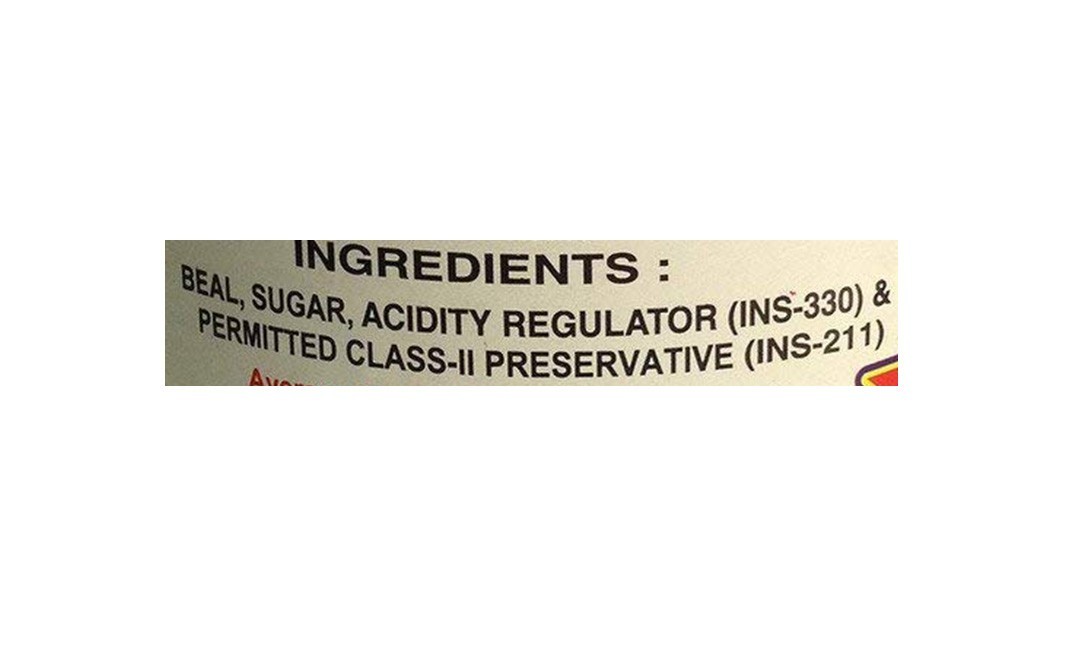 INGREDIENTS :
BEAL, SUGAR, ACIDITY REGULATOR (INS-330) &
PERMITTED CLASS-II PRESERVATIVE (INS-211)